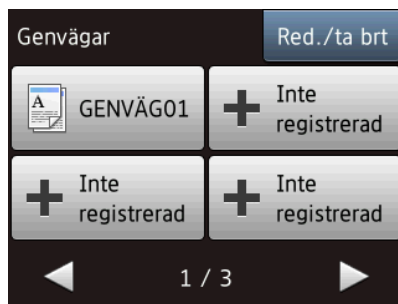 Genvägar
Red./ta brt
GENVÄG01
Inte
registrerad
Inte
registrerad
Inte
registrerad
1 / 3